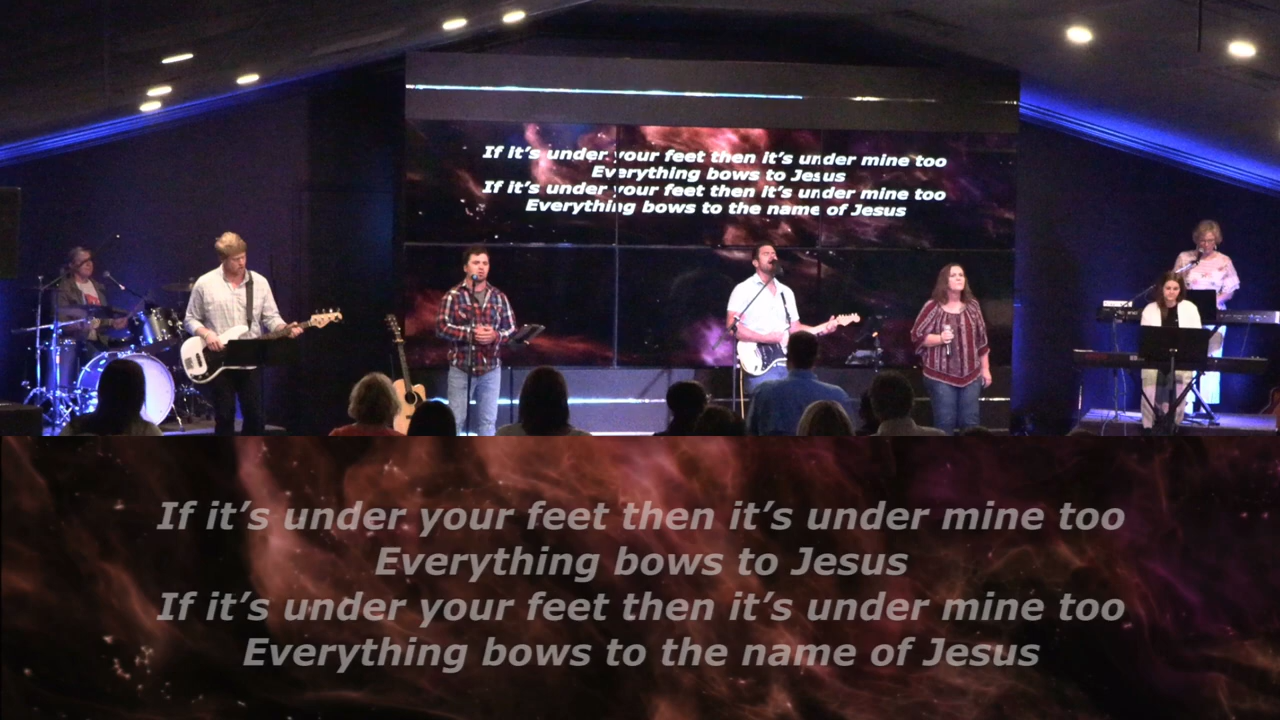 If it's under your feet then it's under mine too
Everything bows to Jesus
If it's under your feet then it's under mine too
Everything bows to the name of Jesus
If it's under your feet then it's under mine too
Everything bows to Jesus
If it's under your feet then it's under mine too
Everything bows to the name of Jesus